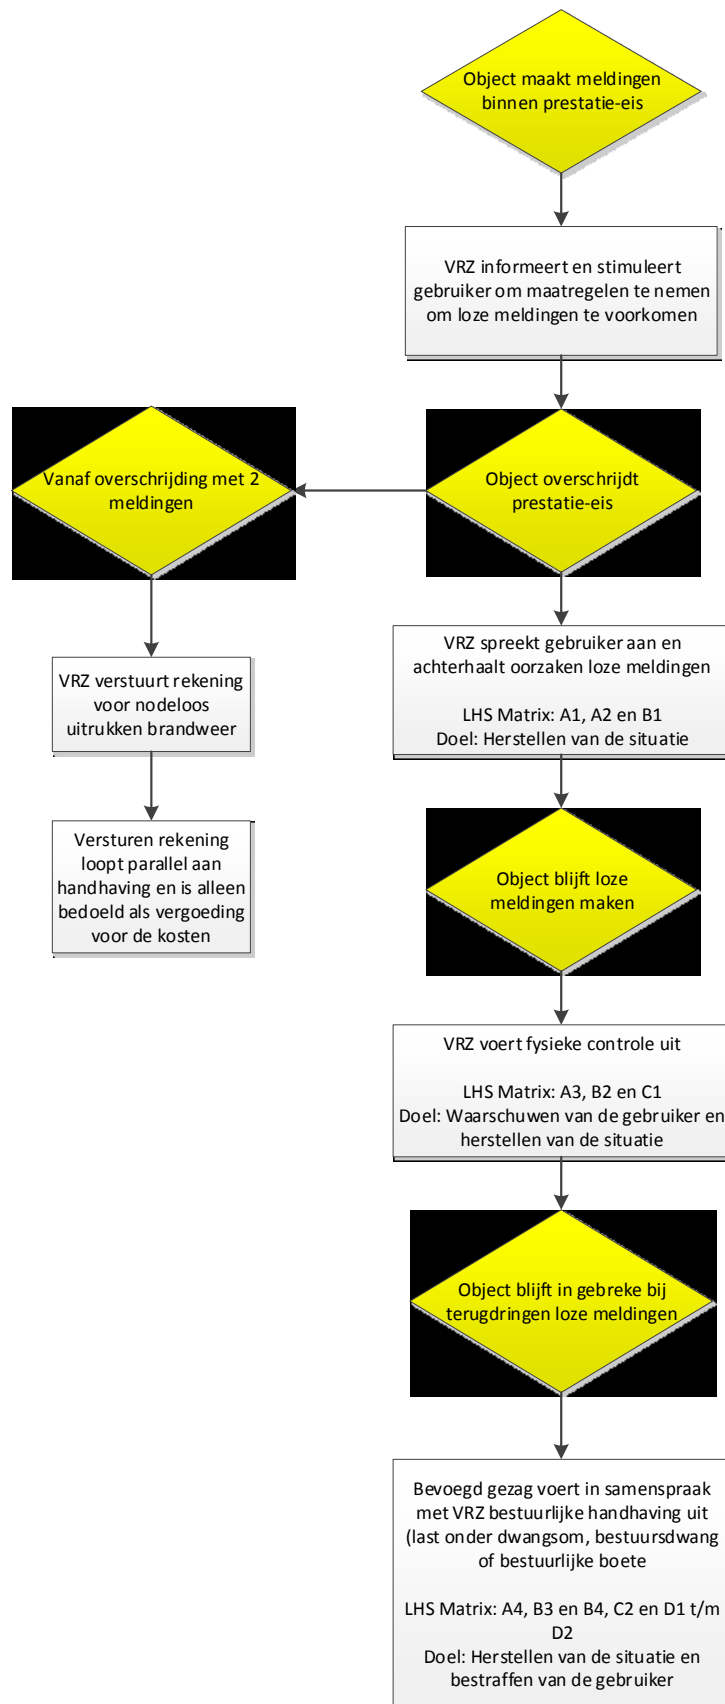 Object maakt meldingen
binnen prestatie-eis
VRZ informeert en stimuleert
gebruiker om maatregelen te nemen
om loze meldingen te voorkomen
Vanaf overschrijding met 2
meldingen
Object overschrijdt
prestatie-eis
VRZ spreekt gebruiker aan en
achterhaalt oorzaken loze meldingen
LHS Matrix: A1, A2 en B1
Doel: Herstellen van de situatie
VRZ verstuurt rekening
voor nodeloos
uitrukken brandweer
Versturen rekening
loopt parallel aan
handhaving en is alleen
bedoeld als vergoeding
voor de kosten
Object blijft loze
meldingen maken
VRZ voert fysieke controle uit
LHS Matrix: A3, B2 en C1
Doel: Waarschuwen van de gebruiker en
herstellen van de situatie
Object blijft in gebreke bij
terugdringen loze meldingen
Bevoegd gezag voert in samenspraak
met VRZ bestuurlijke handhaving uit
(last onder dwangsom, bestuursdwang
of bestuurlijke boete
LHS Matrix: A4, B3 en B4, C2 en D1 t/m
D2
Doel: Herstellen van de situatie en
bestraffen van de gebruiker